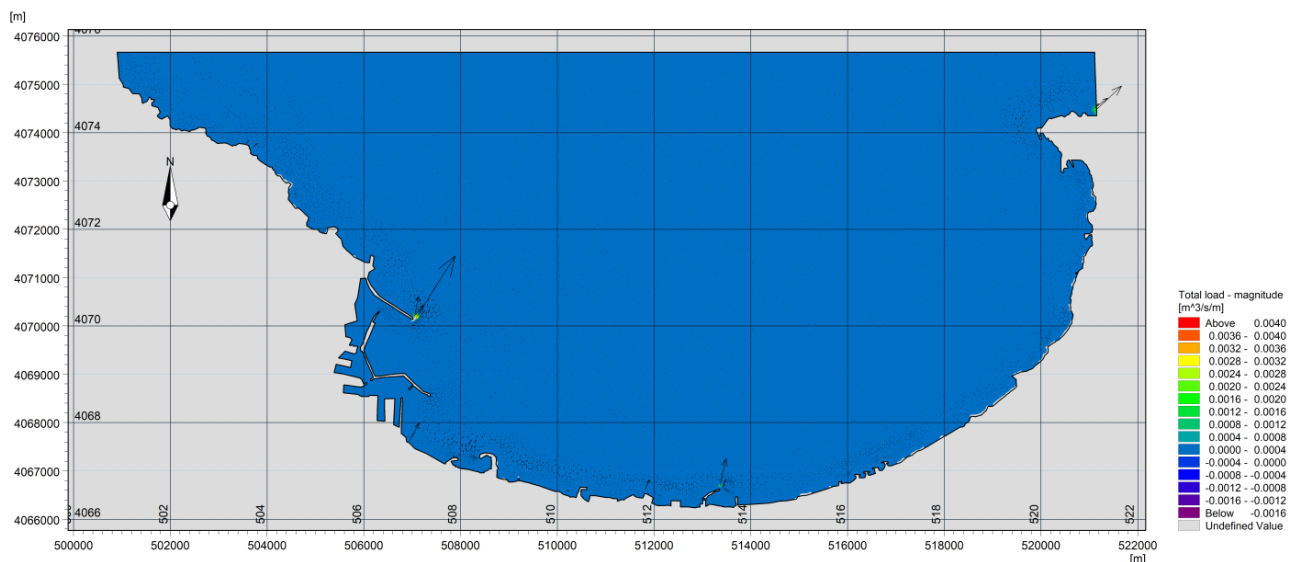 [m]
4076000
4075000
4074000
4073000
4072000
4071000
4070000
4069000
4068000
4067000
4066000
4074
4072
4070
4068
4066
N
502
504
506
508
510
512
514
516
518
520
522
500000 502000 504000 506000 508000 510000 512000 514000 516000 518000 520000 522000
[m]
Total load - magnitude
[m^3/s/m]
Above 0.0040
0.0036 - 0.0040
0.0032 - 0.0036
0.0028 - 0.0032
0.0024 - 0.0028
0.0020 - 0.0024
0.0016 - 0.0020
0.0012 - 0.0016
0.0008 - 0.0012
0.0004 - 0.0008
0.0000 - 0.0004
-0.0004 - 0.0000
-0.0008 - -0.0004
-0.0012 - -0.0008
-0.0016 - -0.0012
Below -0.0016
Undefined Value